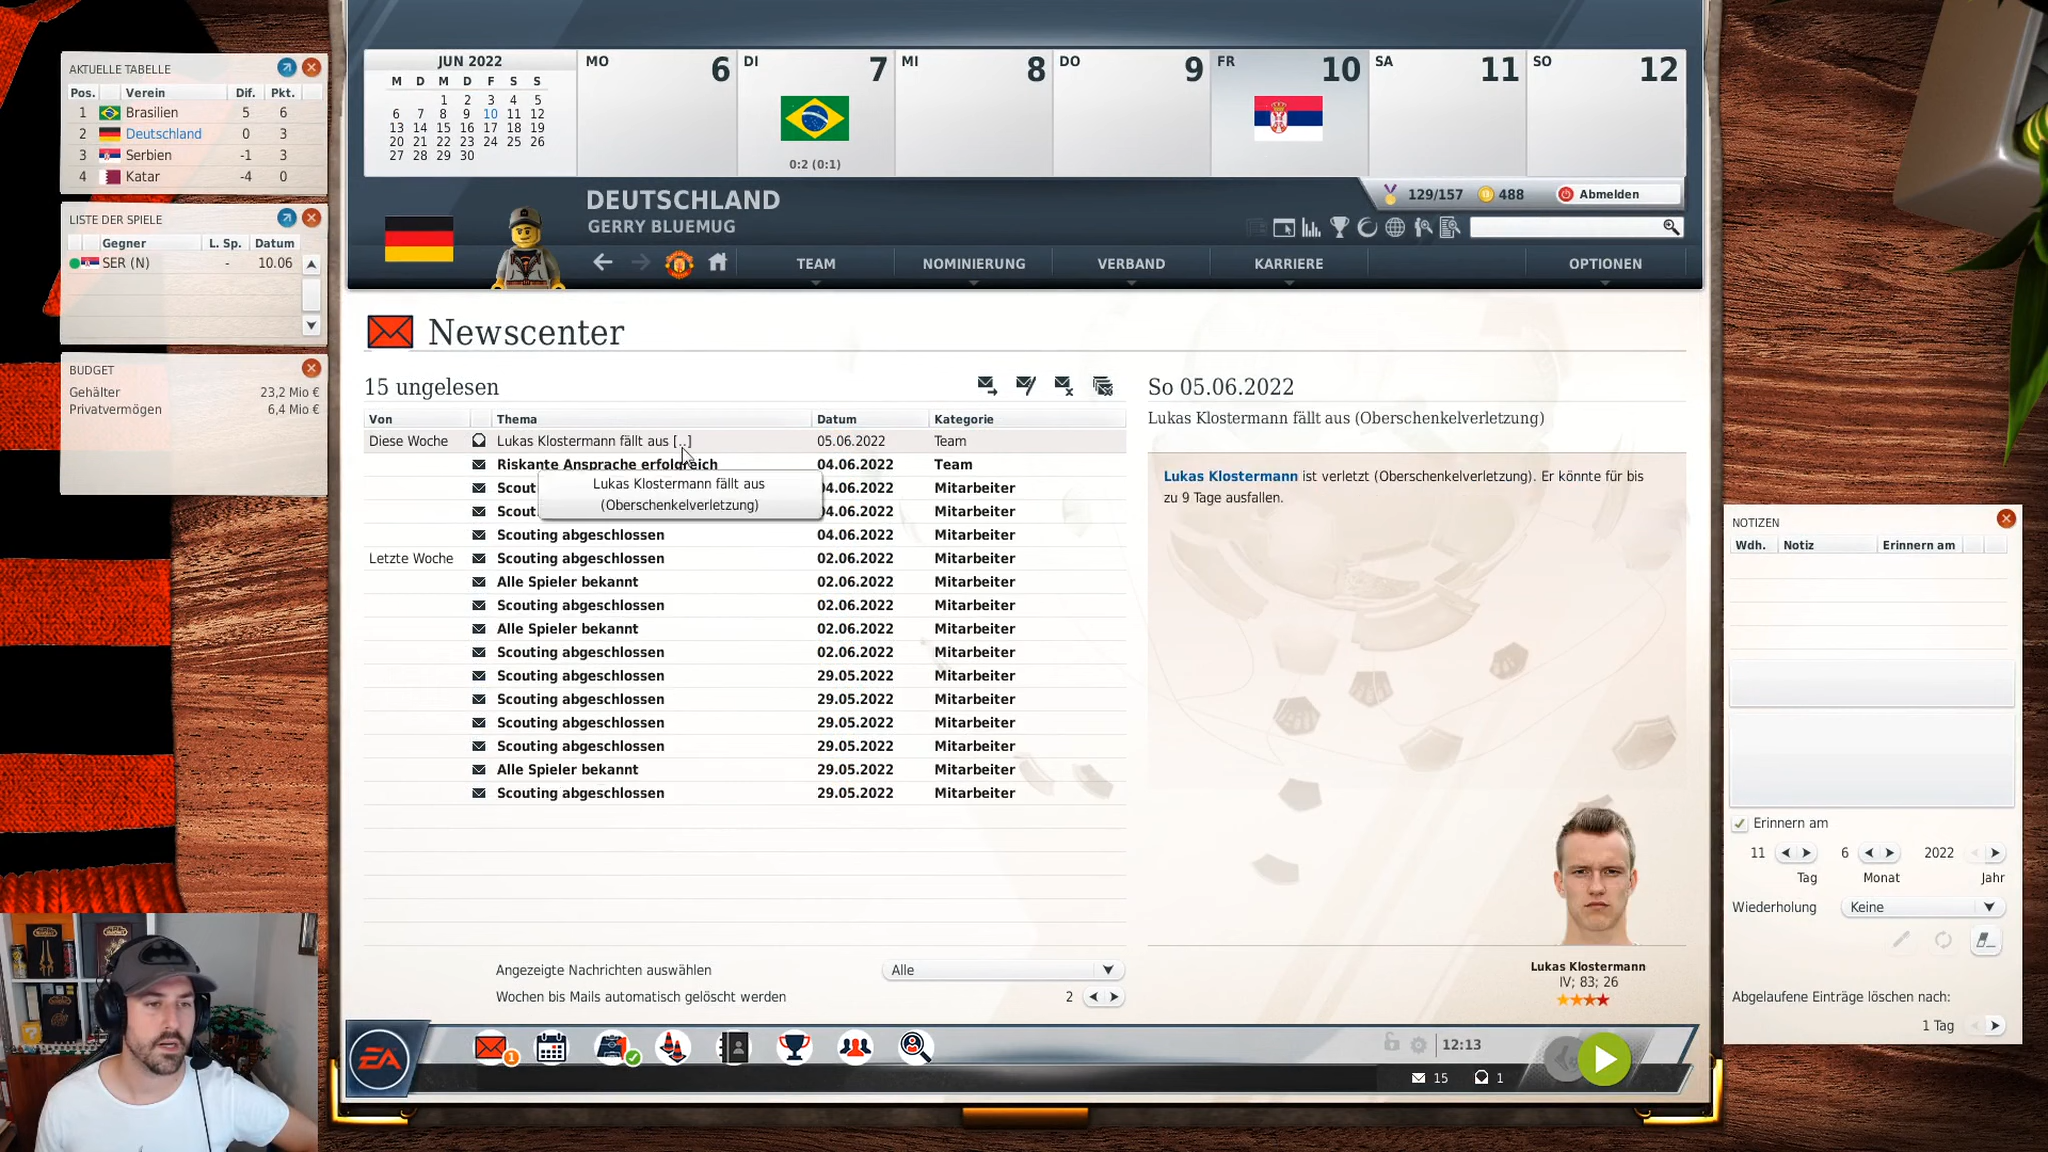 AKTUELLE TABELLE
Pos. Verein Dif. Pkt.
1 Brasilien 5 6
2 Deutschland 0 3
3 Serbien -1 3
4 Katar -4 0
LISTE DER SPIELE
Gegner L. Sp. Datum
SER (N) - 10.06
BUDGET
Gehälter 23,2 Mio €
Privatvermögen 6,4 Mio €
JUN 2022
M D M D F S S
1 2 3 4 5
6 7 8 9 10 11 12
13 14 15 16 17 18 19
20 21 22 23 24 25 26
27 28 29 30
MO 6 DI 7 MI 8 DO 9 FR 10 SA 11 SO 12
0:2 (0:1)
DEUTSCHLAND
GERRY BLUEMUG
129/157 488 Abmelden
TEAM NOMINIERUNG VERBAND KARRIERE OPTIONEN
Newscenter
15 ungelesen
Von Thema Datum Kategorie
Diese Woche Lukas Klostermann fällt aus [..] 05.06.2022 Team
Riskante Ansprache erfolgreich 04.06.2022 Team
Scout 04.06.2022 Mitarbeiter
Scout 04.06.2022 Mitarbeiter
Lukas Klostermann fällt aus
(Oberschenkelverletzung)
Scouting abgeschlossen 04.06.2022 Mitarbeiter
Letzte Woche Scouting abgeschlossen 02.06.2022 Mitarbeiter
Alle Spieler bekannt 02.06.2022 Mitarbeiter
Scouting abgeschlossen 02.06.2022 Mitarbeiter
Alle Spieler bekannt 02.06.2022 Mitarbeiter
Scouting abgeschlossen 02.06.2022 Mitarbeiter
Scouting abgeschlossen 29.05.2022 Mitarbeiter
Scouting abgeschlossen 29.05.2022 Mitarbeiter
Scouting abgeschlossen 29.05.2022 Mitarbeiter
Scouting abgeschlossen 29.05.2022 Mitarbeiter
Alle Spieler bekannt 29.05.2022 Mitarbeiter
Scouting abgeschlossen 29.05.2022 Mitarbeiter
Angezeigte Nachrichten auswählen Alle
Wochen bis Mails automatisch gelöscht werden 2
So 05.06.2022
Lukas Klostermann fällt aus (Oberschenkelverletzung)
Lukas Klostermann ist verletzt (Oberschenkelverletzung). Er könnte für bis
zu 9 Tage ausfallen.
Lukas Klostermann
IV; 83; 26
NOTIZEN
Wdh. Notiz Erinnern am
Erinnern am
11 6 2022
Tag Monat Jahr
Wiederholung Keine
Abgelaufene Einträge löschen nach:
1 Tag
EA
1
12:13
15 1